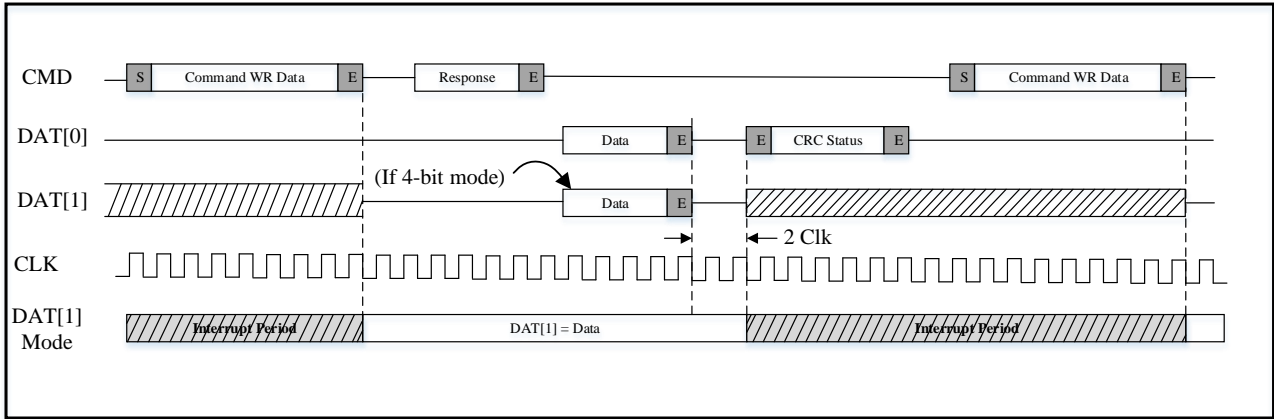 CMD S Command WR Data E Response E S Command WR Data E
DAT[0] Data E E CRC Status E
(If 4-bit mode)
DAT[1] Data E
2 Clk
CLK
DAT[1]
Mode
Interrupt Period DAT[1] = Data Interrupt Period